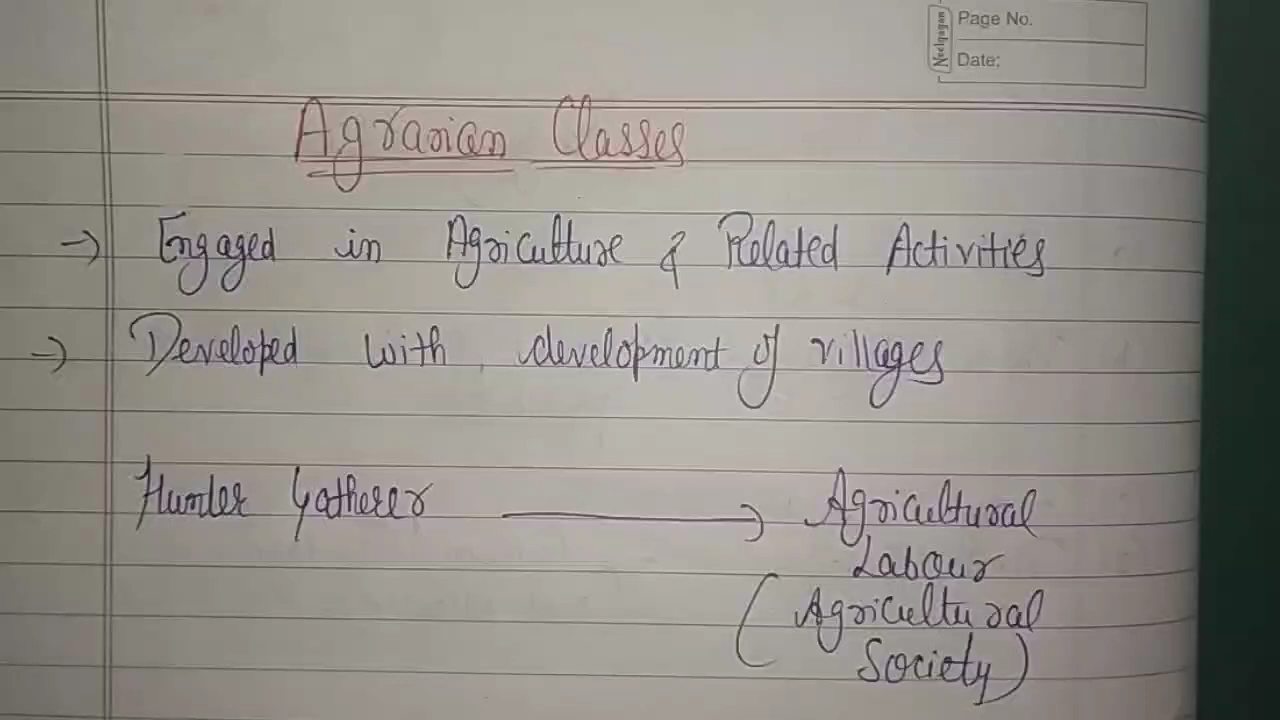 Neelgagan
Page No.
Date:
Agrarian Classes
→ Engaged in Agriculture & Related Activities
→ Developed with development of villages
Hunter Gatherer → Agricultural
Labour
(Agricultural
Society)